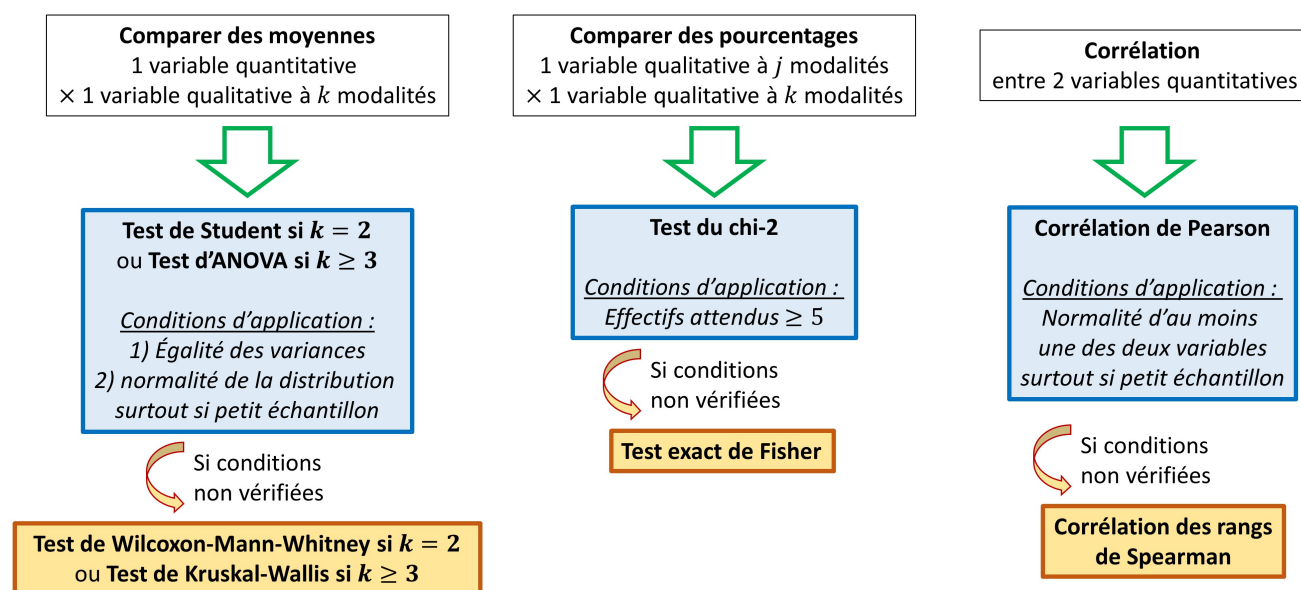 Comparer des moyennes
1 variable quantitative
× 1 variable qualitative à k modalités
Test de Student si k = 2
ou Test d’ANOVA si k ≥ 3
Conditions d’application :
1) Égalité des variances
2) normalité de la distribution
surtout si petit échantillon
Si conditions
non vérifiées
Test de Wilcoxon-Mann-Whitney si k = 2
ou Test de Kruskal-Wallis si k ≥ 3
Comparer des pourcentages
1 variable qualitative à j modalités
× 1 variable qualitative à k modalités
Test du chi-2
Conditions d’application :
Effectifs attendus ≥ 5
Si conditions
non vérifiées
Test exact de Fisher
Corrélation
entre 2 variables quantitatives
Corrélation de Pearson
Conditions d’application :
Normalité d’au moins
une des deux variables
surtout si petit échantillon
Si conditions
non vérifiées
Corrélation des rangs
de Spearman